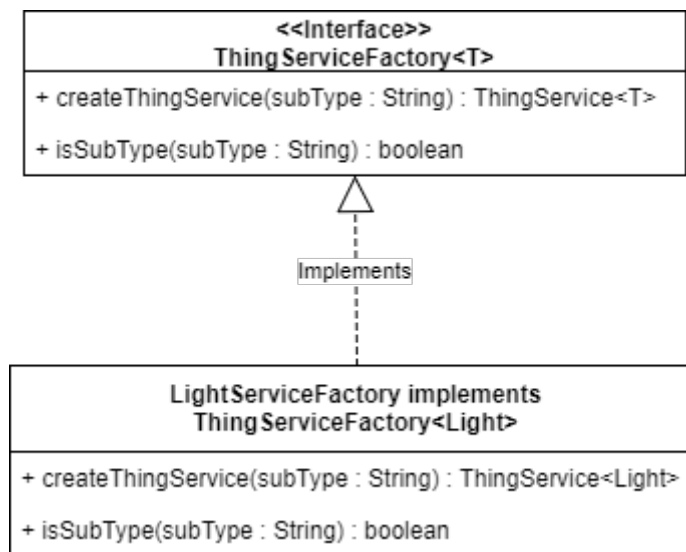 <<Interface>>
ThingServiceFactory<T>
+ createThingService(subType : String) : ThingService<T>
+ isSubType(subType : String) : boolean
Implements
LightServiceFactory implements
ThingServiceFactory<Light>
+ createThingService(subType : String) : ThingService<Light>
+ isSubType(subType : String) : boolean